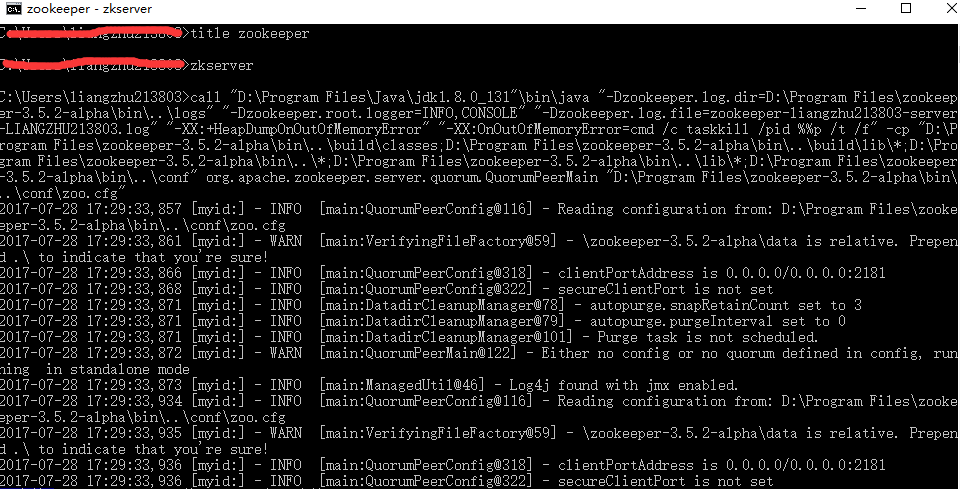 zookeeper - zkserver
C:\Users\liangzhu213803>title zookeeper
C:\Users\liangzhu213803>zkserver
C:\Users\liangzhu213803>call "D:\Program Files\Java\jdk1.8.0_131"\bin\java "-Dzookeeper.log.dir=D:\Program Files\zookeep
er-3.5.2-alpha\bin\..\logs" "-Dzookeeper.root.logger=INFO,CONSOLE" "-Dzookeeper.log.file=zookeeper-liangzhu213803-server
-LIANGZHU213803.log" "-XX:+HeapDumpOnOutOfMemoryError" "-XX:OnOutOfMemoryError=cmd /c taskkill /pid %%p /t /f" -cp "D:\P
rogram Files\zookeeper-3.5.2-alpha\bin\..\build\classes;D:\Program Files\zookeeper-3.5.2-alpha\bin\..\build\lib\*;D:\Pro
gram Files\zookeeper-3.5.2-alpha\bin\..\*;D:\Program Files\zookeeper-3.5.2-alpha\bin\..\lib\*;D:\Program Files\zookeeper
-3.5.2-alpha\bin\..\conf" org.apache.zookeeper.server.quorum.QuorumPeerMain "D:\Program Files\zookeeper-3.5.2-alpha\bin\
..\conf\zoo.cfg"
2017-07-28 17:29:33,857 [myid:] - INFO  [main:QuorumPeerConfig@116] - Reading configuration from: D:\Program Files\zooke
eper-3.5.2-alpha\bin\..\conf\zoo.cfg
2017-07-28 17:29:33,861 [myid:] - WARN  [main:VerifyingFileFactory@59] - \zookeeper-3.5.2-alpha\data is relative. Prepen
d .\ to indicate that you're sure!
2017-07-28 17:29:33,866 [myid:] - INFO  [main:QuorumPeerConfig@318] - clientPortAddress is 0.0.0.0/0.0.0.0:2181
2017-07-28 17:29:33,868 [myid:] - INFO  [main:QuorumPeerConfig@322] - secureClientPort is not set
2017-07-28 17:29:33,871 [myid:] - INFO  [main:DatadirCleanupManager@78] - autopurge.snapRetainCount set to 3
2017-07-28 17:29:33,871 [myid:] - INFO  [main:DatadirCleanupManager@79] - autopurge.purgeInterval set to 0
2017-07-28 17:29:33,871 [myid:] - INFO  [main:DatadirCleanupManager@101] - Purge task is not scheduled.
2017-07-28 17:29:33,872 [myid:] - WARN  [main:QuorumPeerMain@122] - Either no config or no quorum defined in config, run
ning  in standalone mode
2017-07-28 17:29:33,873 [myid:] - INFO  [main:ManagedUtil@46] - Log4j found with jmx enabled.
2017-07-28 17:29:33,934 [myid:] - INFO  [main:QuorumPeerConfig@116] - Reading configuration from: D:\Program Files\zooke
eper-3.5.2-alpha\bin\..\conf\zoo.cfg
2017-07-28 17:29:33,935 [myid:] - WARN  [main:VerifyingFileFactory@59] - \zookeeper-3.5.2-alpha\data is relative. Prepen
d .\ to indicate that you're sure!
2017-07-28 17:29:33,936 [myid:] - INFO  [main:QuorumPeerConfig@318] - clientPortAddress is 0.0.0.0/0.0.0.0:2181
2017-07-28 17:29:33,936 [myid:] - INFO  [main:QuorumPeerConfig@322] - secureClientPort is not set